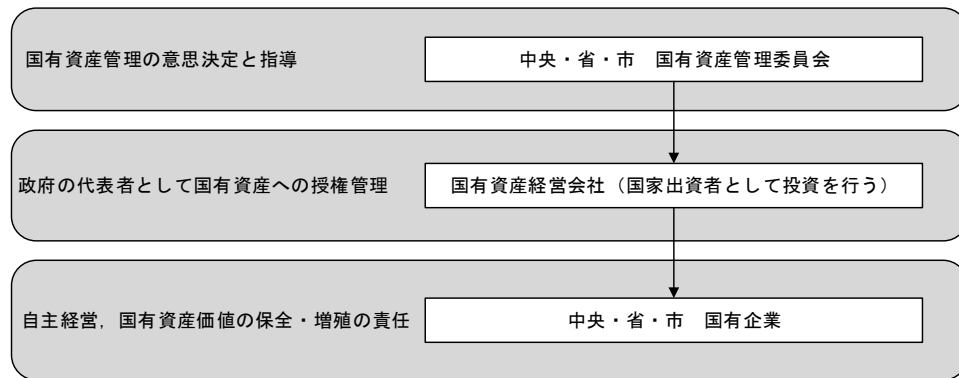 国有資産管理の意思決定と指導
中央・省・市　国有資産管理委員会
政府の代表者として国有資産への授権管理
国有資産経営会社（国家出資者として投資を行う）
自主経営，国有資産価値の保全・増殖の責任
中央・省・市　国有企業